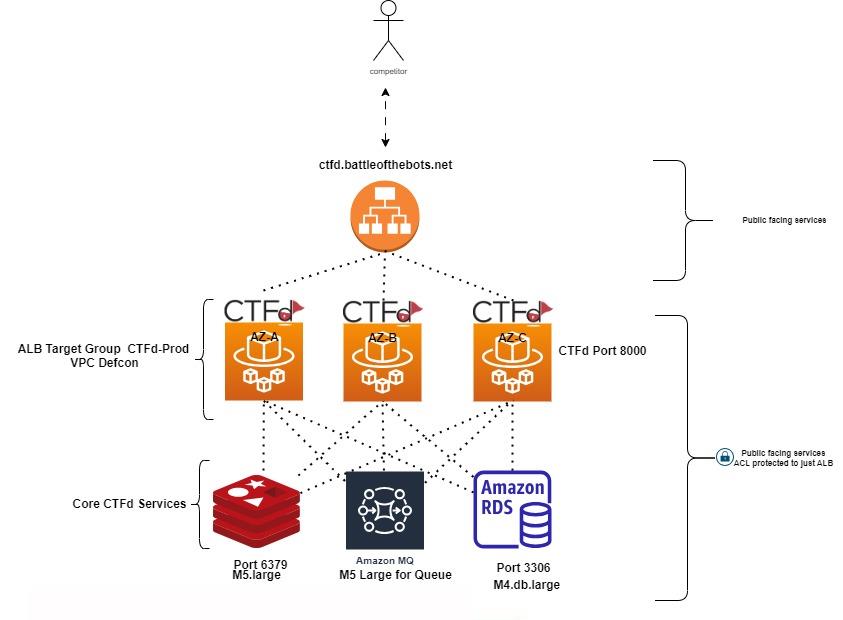 competitor
ctfd.battleofthebots.net
Public facing services
CTFd
CTFd
CTFd
AZ-A
AZ-B
AZ-C
ALB Target Group  CTFd-Prod
VPC Defcon
CTFd Port 8000
Public facing services
ACL protected to just ALB
Core CTFd Services
Amazon
RDS
Port 6379
M5.large
Amazon MQ
M5 Large for Queue
Port 3306
M4.db.large